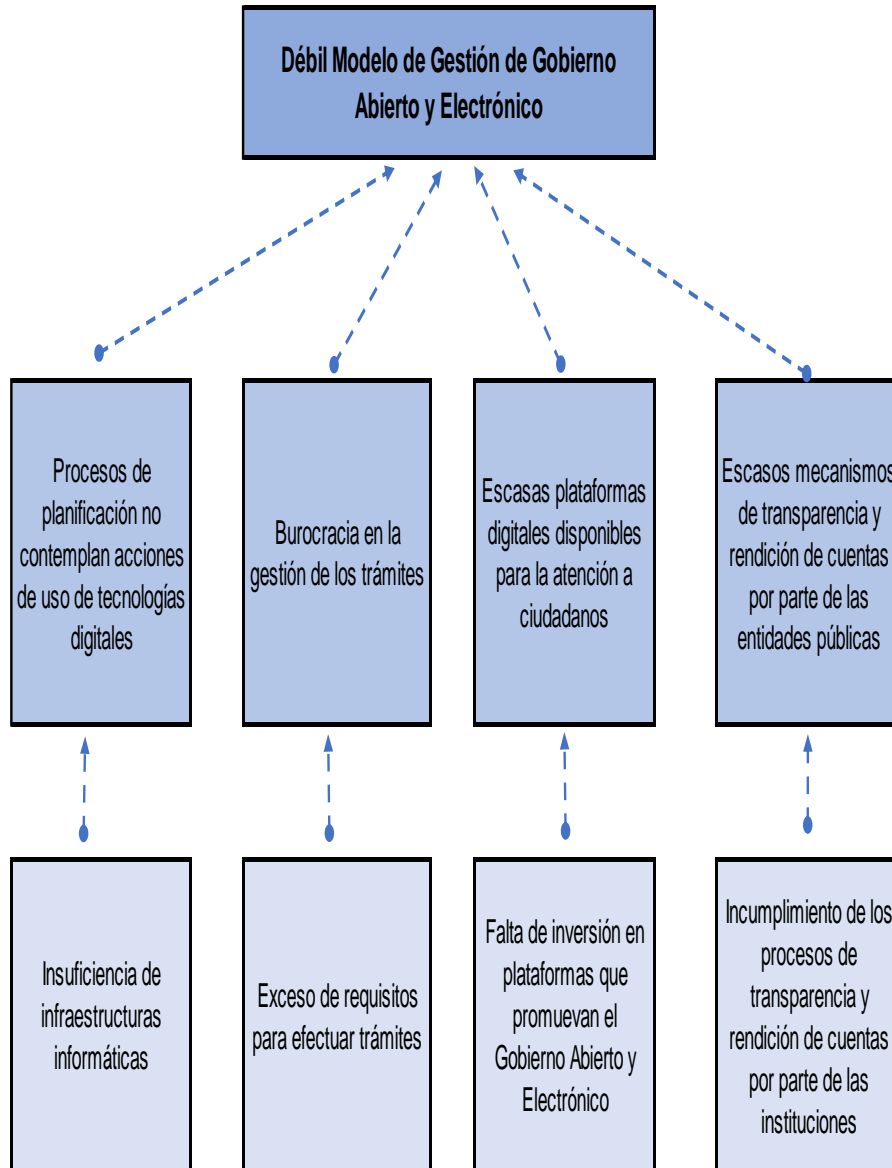 Débil Modelo de Gestión de Gobierno
Abierto y Electrónico
Procesos de
planificación no
contemplan acciones
de uso de tecnologías
digitales
Burocracia en la
gestión de los trámites
Escasas plataformas
digitales disponibles
para la atención a
ciudadanos
Escasos mecanismos
de transparencia y
rendición de cuentas
por parte de las
entidades públicas
Insuficiencia de
infraestructuras
informáticas
Exceso de requisitos
para efectuar trámites
Falta de inversión en
plataformas que
promuevan el
Gobierno Abierto y
Electrónico
Incumplimiento de los
procesos de
transparencia y
rendición de cuentas
por parte de las
instituciones